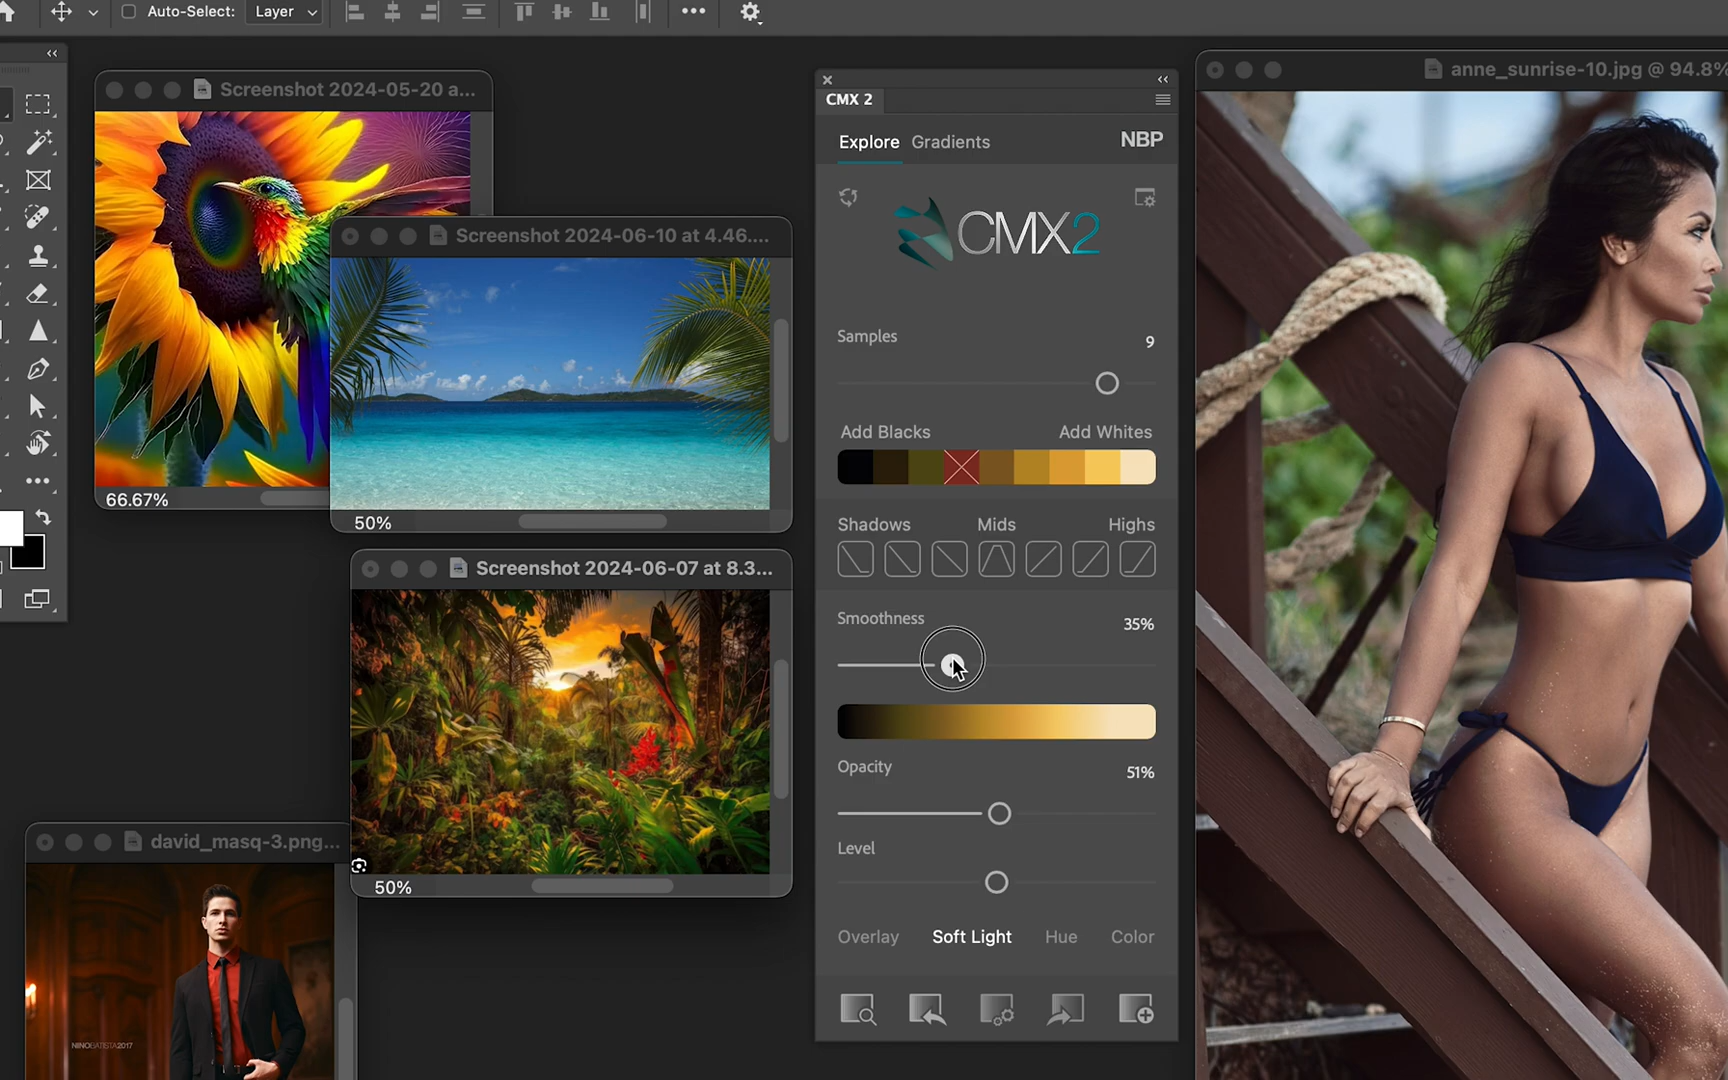 Auto-Select: Layer
Screenshot 2024-05-20 a...
66.67%
Screenshot 2024-06-10 at 4.46....
50%
Screenshot 2024-06-07 at 8.3...
50%
david_masq-3.png...
NINOBATISTA2017
CMX 2
Explore Gradients NBP
CMX2
Samples 9
Add Blacks Add Whites
Shadows Mids Highs
Smoothness 35%
Opacity 51%
Level
Overlay Soft Light Hue Color
anne_sunrise-10.jpg @ 94.8%